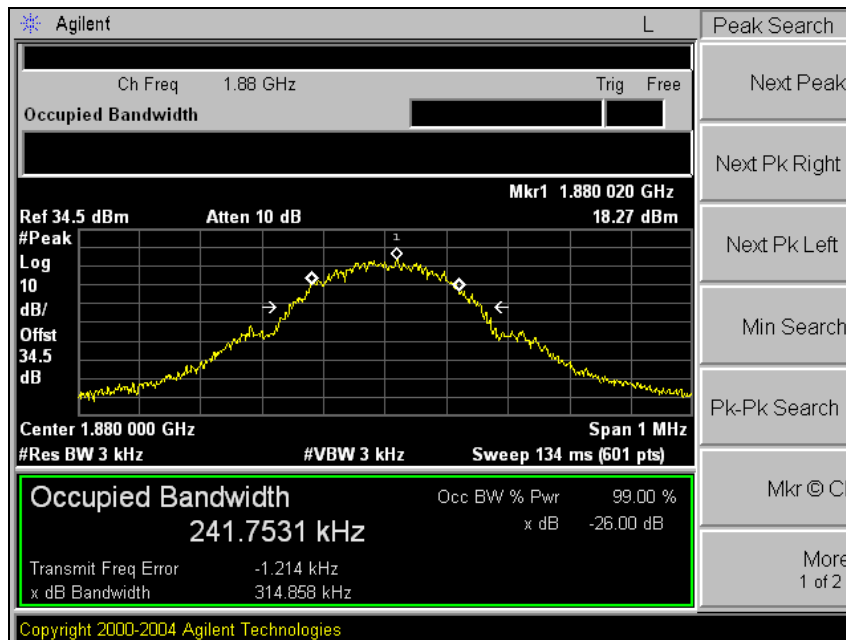 Agilent L Peak Search
Ch Freq 1.88 GHz Trig Free
Occupied Bandwidth
Next Peak
Next Pk Right
Mkr1 1.880 020 GHz
Ref 34.5 dBm Atten 10 dB 18.27 dBm
#Peak
Log
10
dB/
Offst
34.5
dB
1
Next Pk Left
Min Search
Pk-Pk Search
Center 1.880 000 GHz Span 1 MHz
#Res BW 3 kHz #VBW 3 kHz Sweep 134 ms (601 pts)
Occupied Bandwidth Occ BW % Pwr 99.00 %
241.7531 kHz x dB -26.00 dB
Transmit Freq Error -1.214 kHz
x dB Bandwidth 314.858 kHz
Mkr © C
More
1 of 2
Copyright 2000-2004 Agilent Technologies